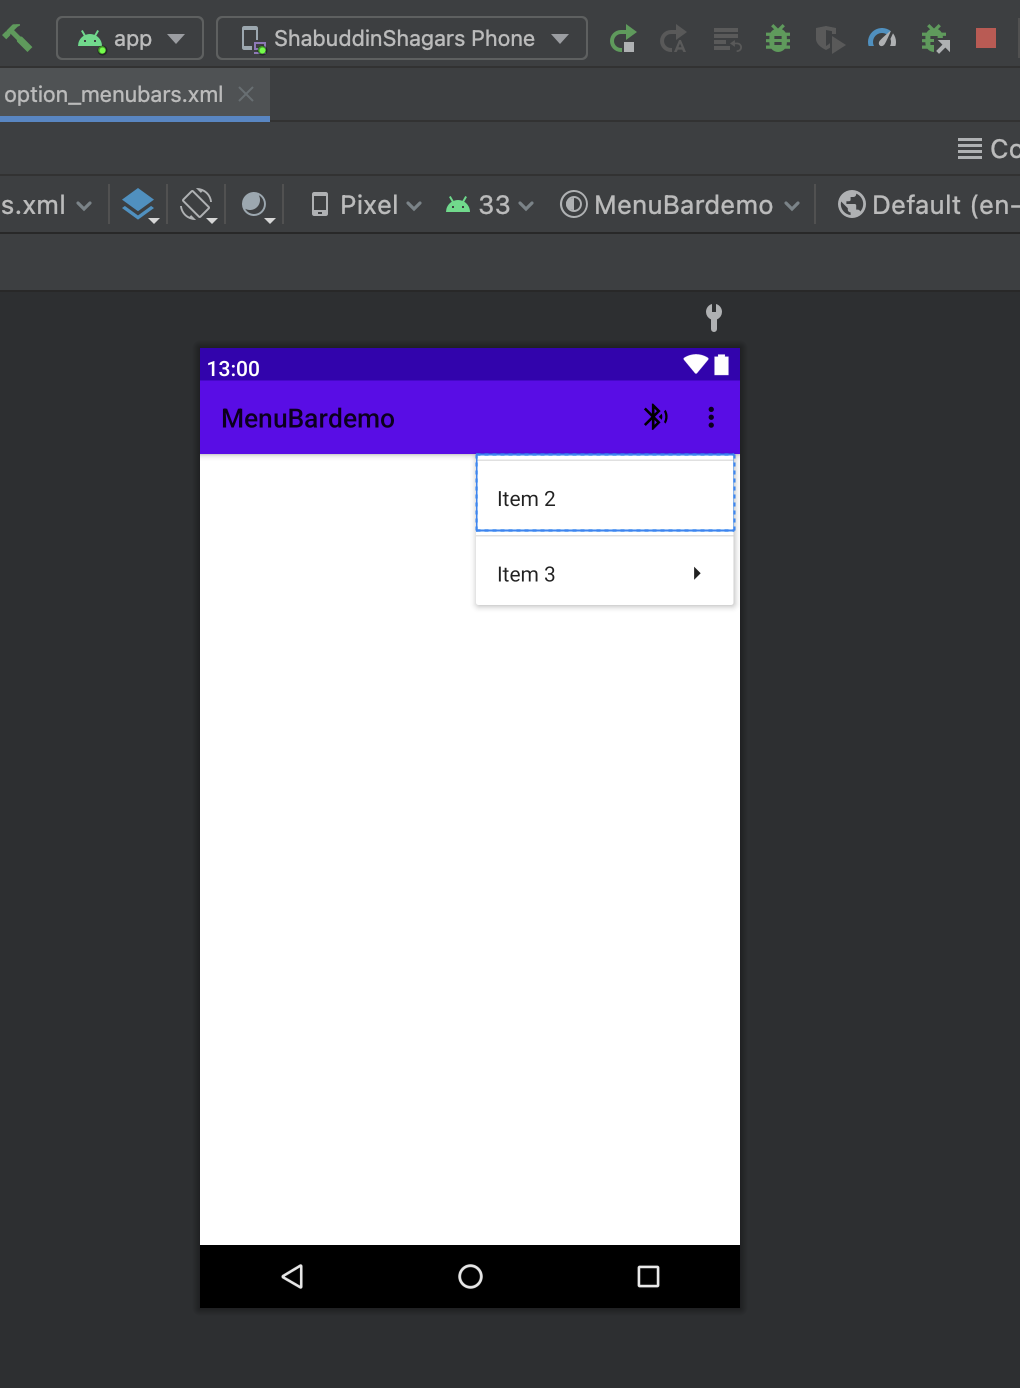 app
ShabuddinShagars Phone
option_menubars.xml
Co
s.xml
Pixel
33
MenuBardemo
Default (en-
13:00
MenuBardemo
Item 2
Item 3